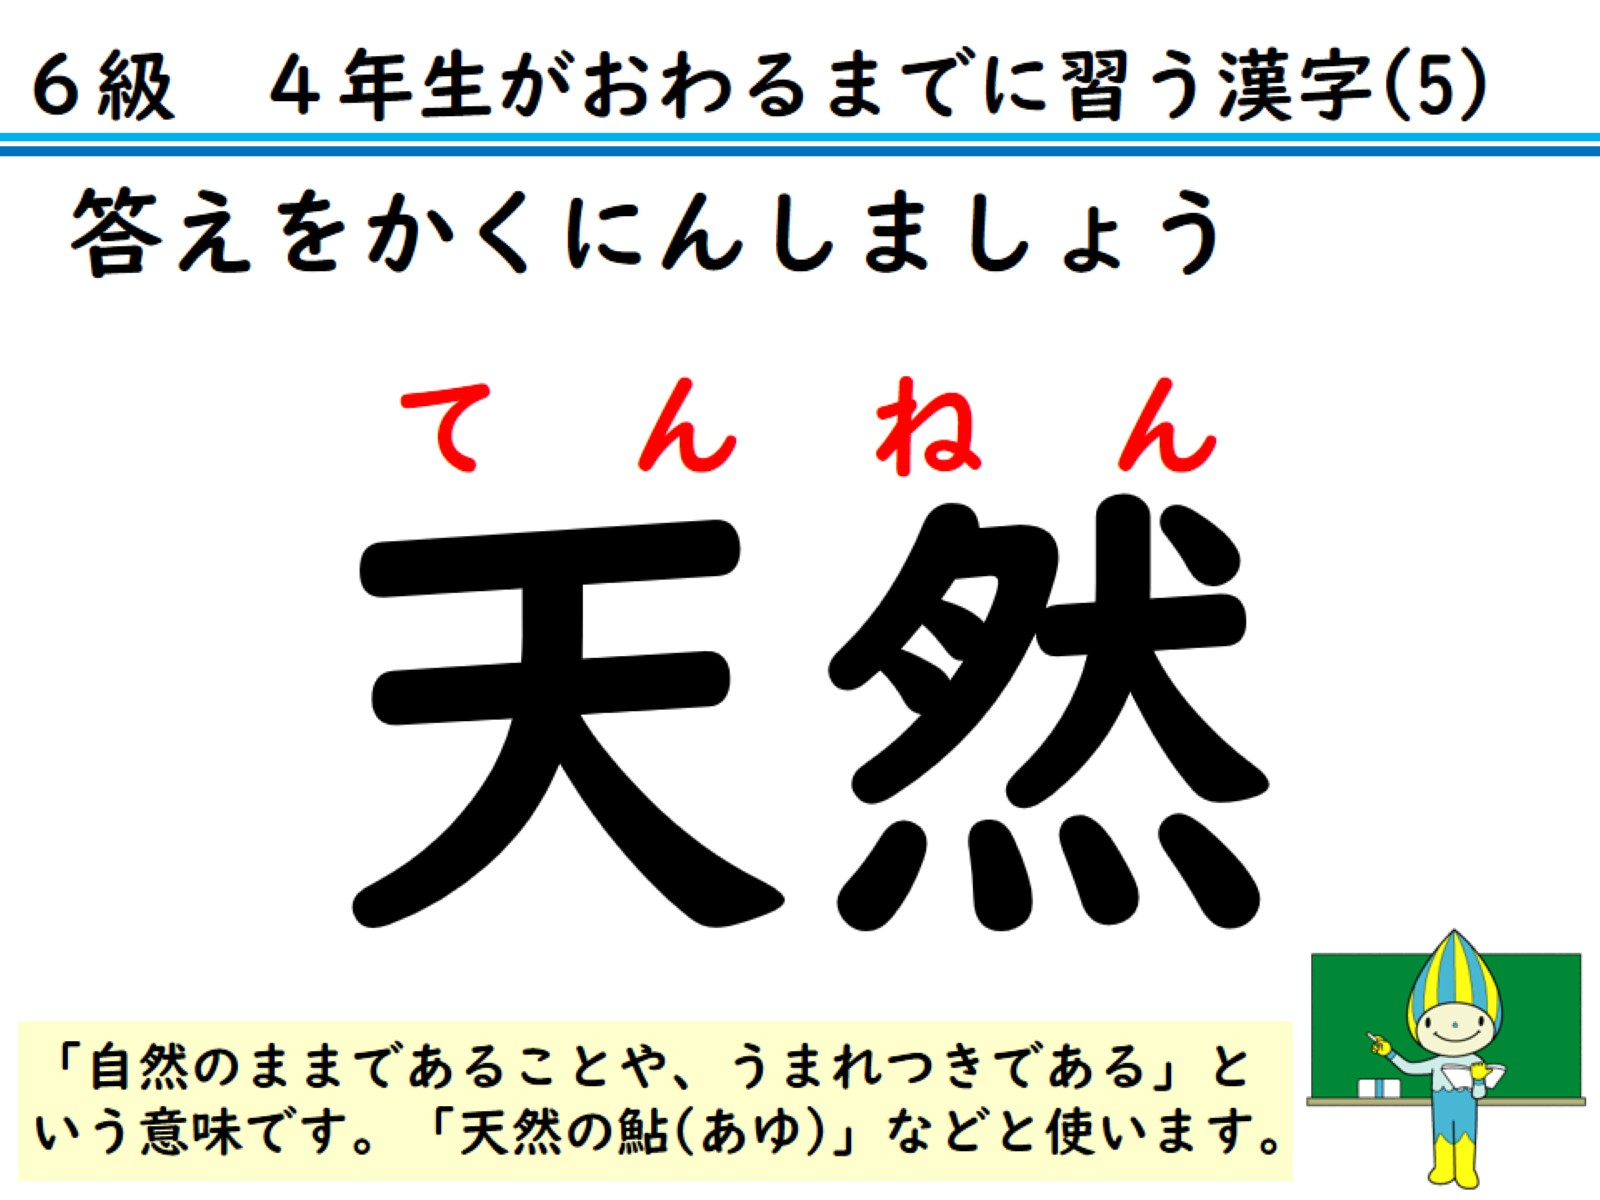 ６級　４年生がおわるまでに習う漢字(5)
答えをかくにんしましょう
てんねん
天然
「自然のままであることや、うまれつきである」と
いう意味です。「天然の鮎(あゆ)」などと使います。